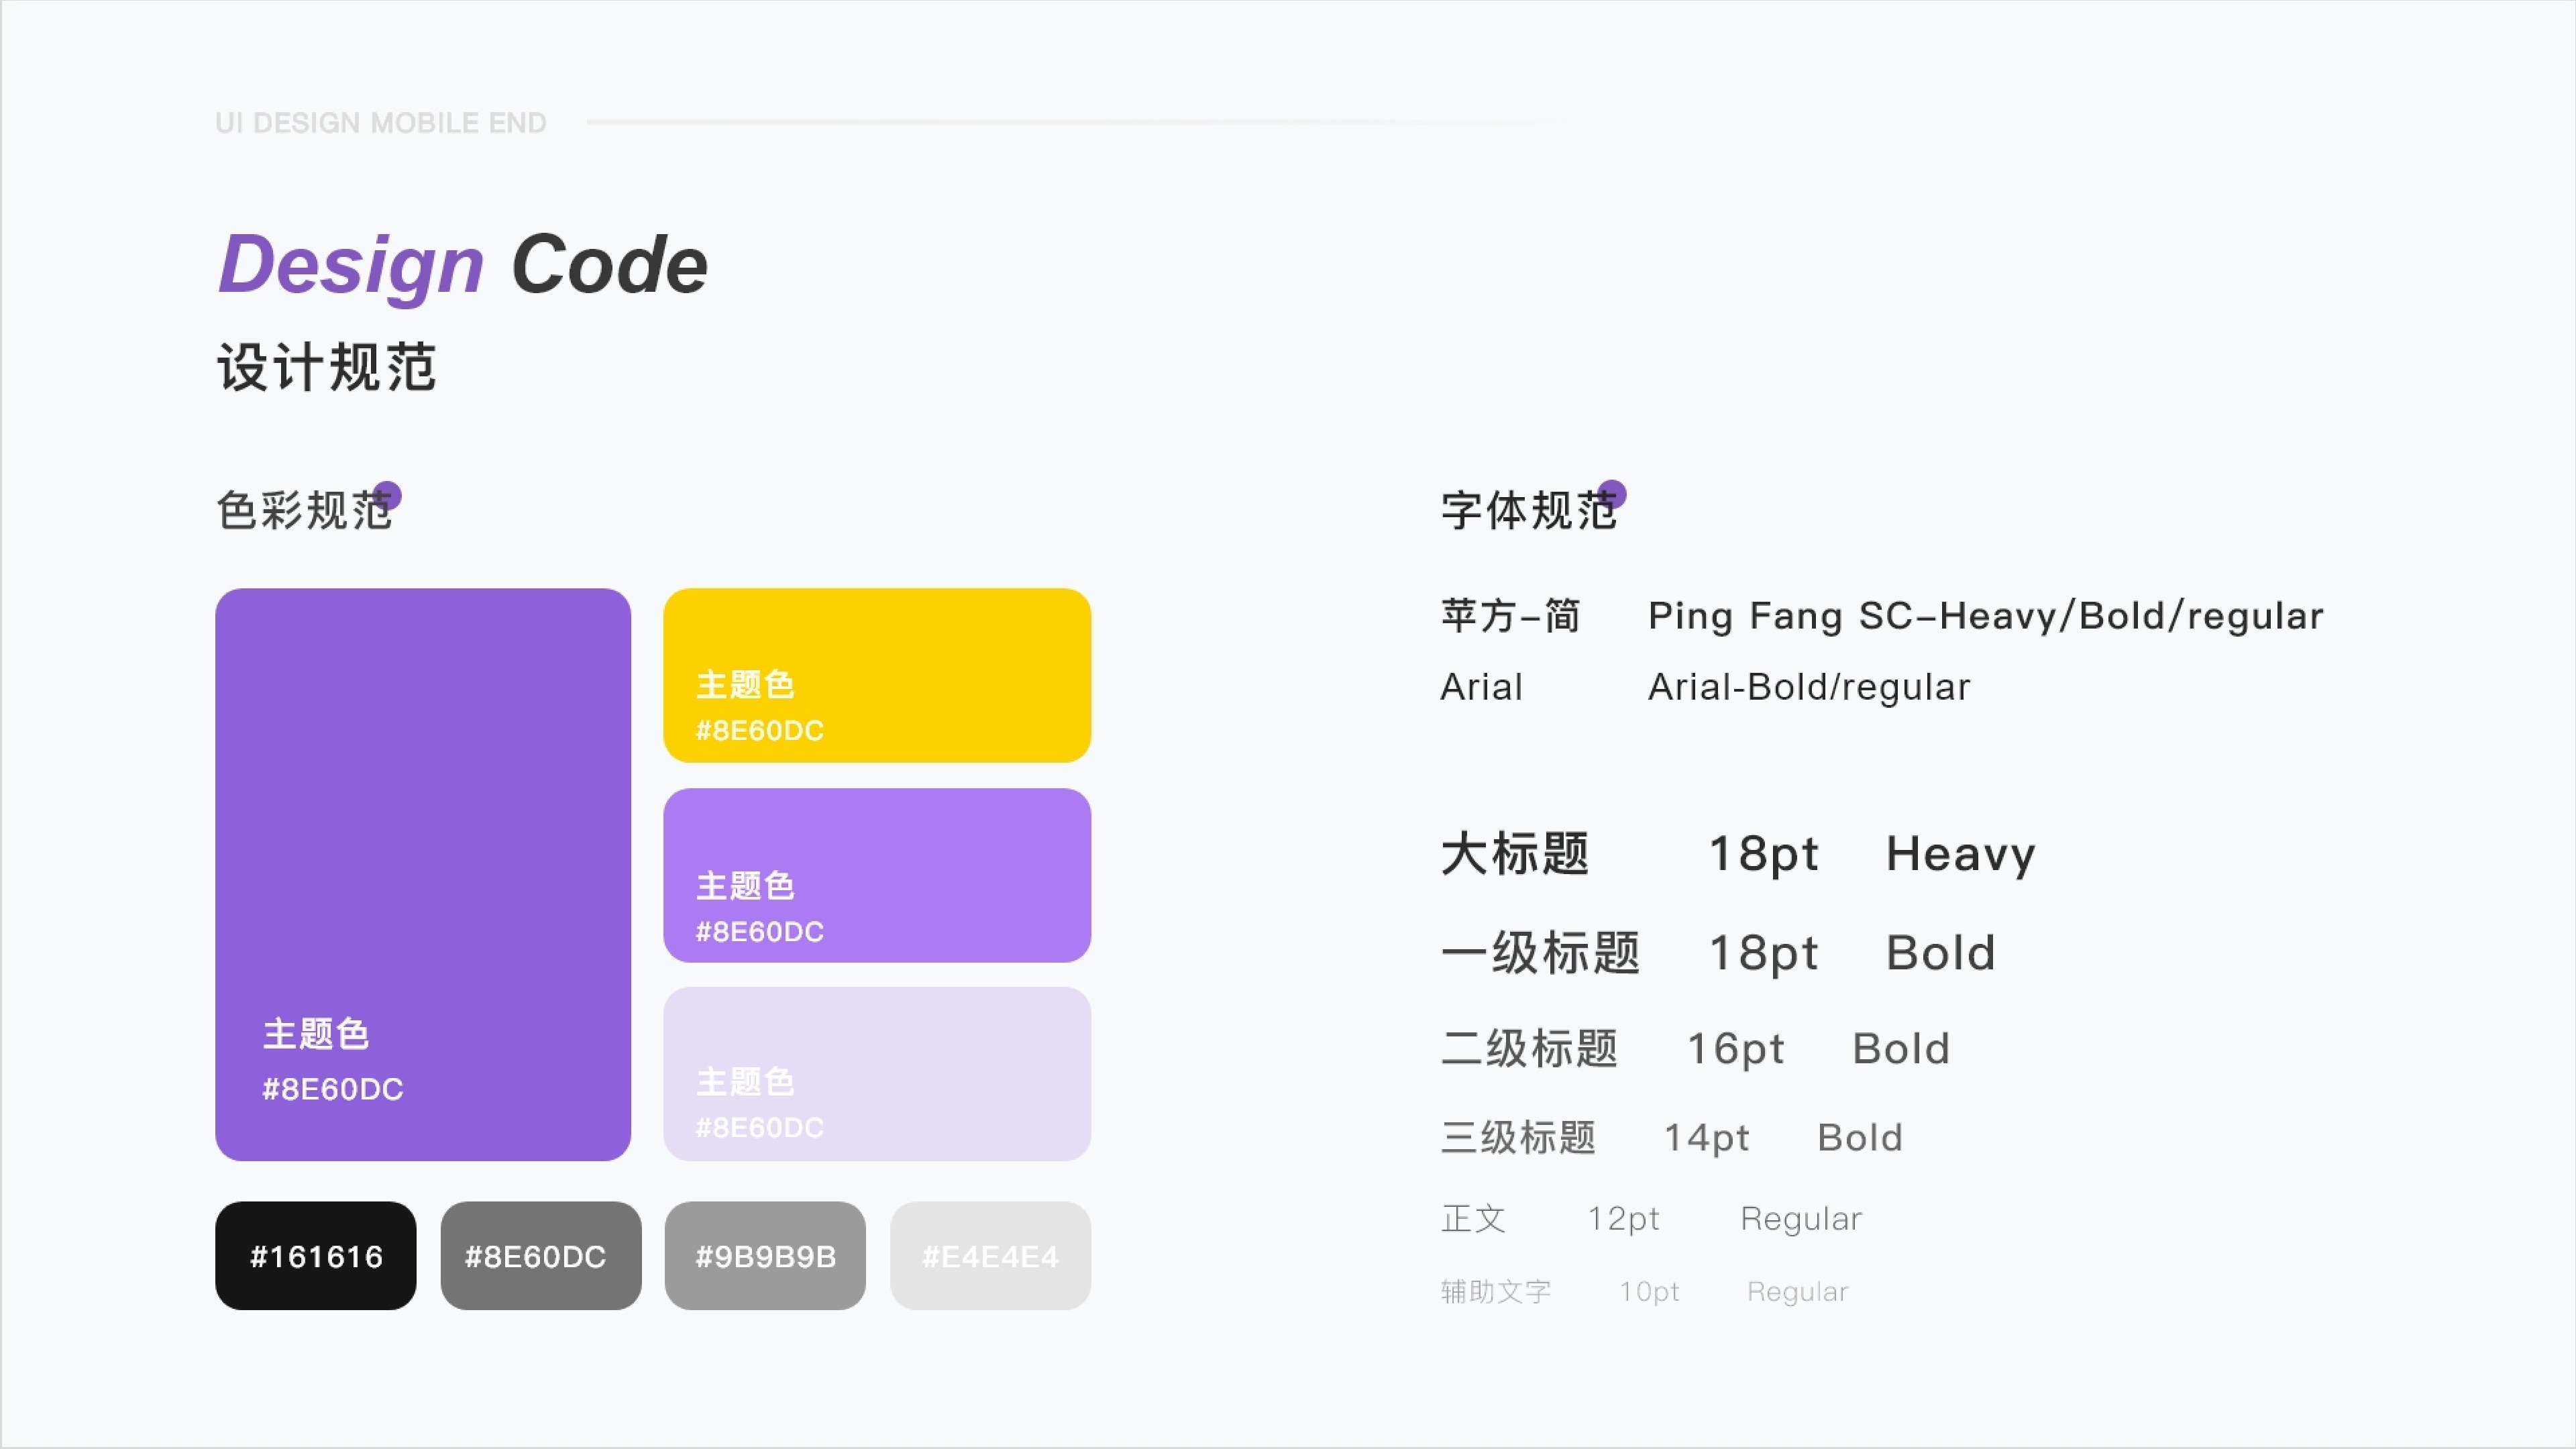 UI DESIGN MOBILE END
Design Code
设计规范
色彩规范
主题色
#8E60DC
主题色
#8E60DC
主题色
#8E60DC
主题色
#8E60DC
#161616 #8E60DC #9B9B9B #E4E4E4
字体规范
苹方–简 Ping Fang SC–Heavy/Bold/regular
Arial Arial-Bold/regular
大标题 18pt Heavy
一级标题 18pt Bold
二级标题 16pt Bold
三级标题 14pt Bold
正文 12pt Regular
辅助文字 10pt Regular